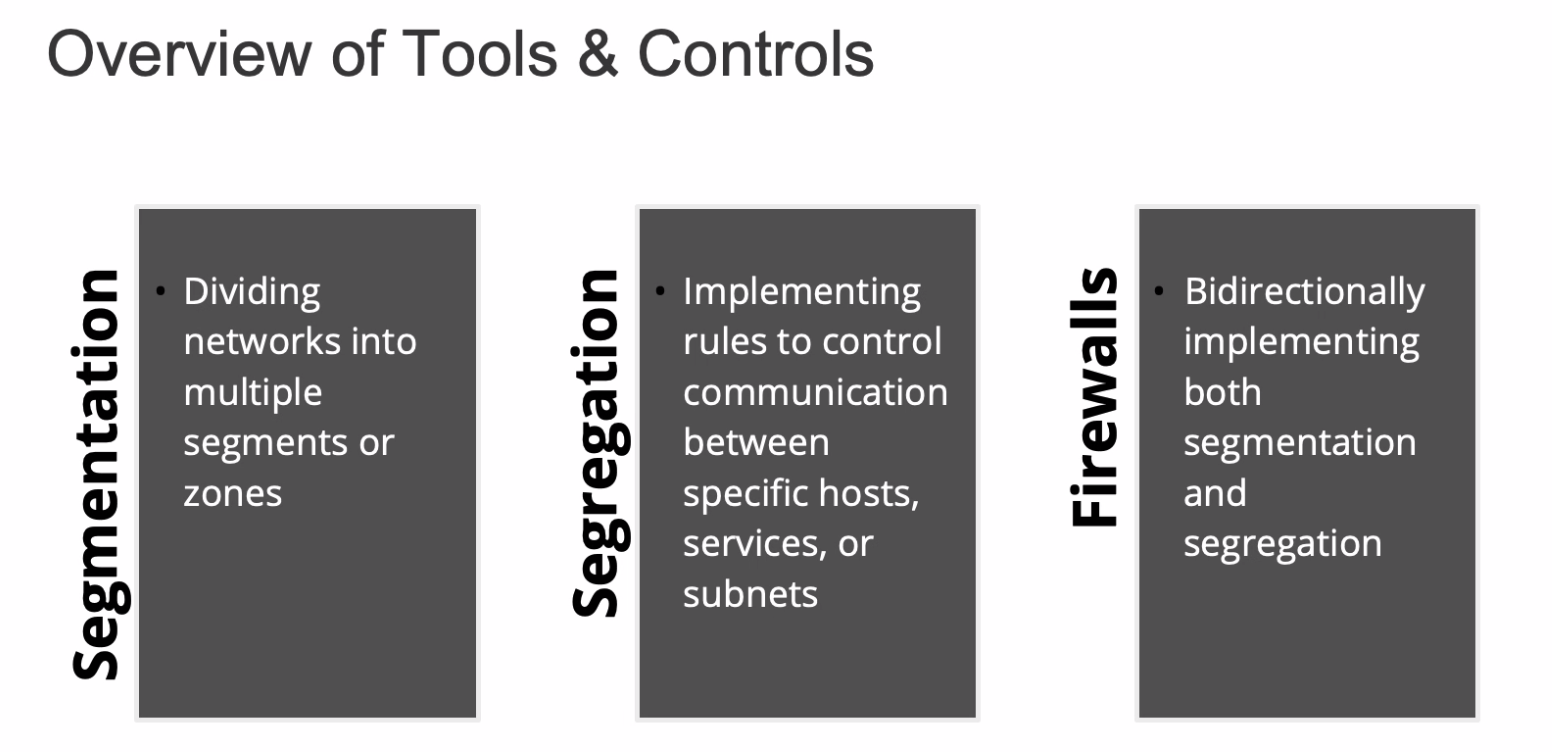 Overview of Tools & Controls
Segmentation
• Dividing
networks into
multiple
segments or
zones
Segregation
• Implementing
rules to control
communication
between
specific hosts,
services, or
subnets
Firewalls
• Bidirectionally
implementing
both
segmentation
and
segregation